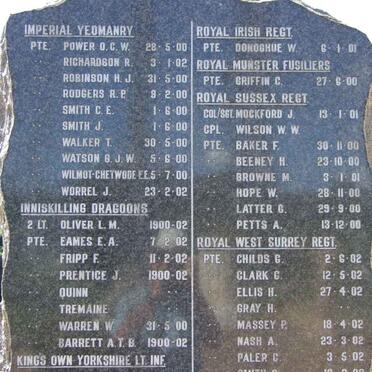 IMPERIAL YEOMANRY
PTE. POWER O.C.W. 28·5·00
RICHARDSON R. 3·1·02
ROBINSON H.J. 31·5·00
RODGERS R.P. 9·2·00
SMITH C.E. 1·6·00
SMITH J. 1·6·00
WALKER T. 30·5·00
WATSON G.J.W. 5·6·00
WILMOT-CHETWODE E.E. 5·7·00
WORREL J. 23·2·02
INNISKILLING DRAGOONS
2 LT. OLIVER L.M. 1900-02
PTE. EAMES E.A. 7·2·02
FRIPP F. 11·2·02
PRENTICE J. 1900-02
QUINN
TREMAINE
WARREN W. 31·5·00
BARRETT A.T.B. 1900-02
KINGS OWN YORKSHIRE LT. INF.
ROYAL IRISH REGT.
PTE. DONOGHUE W. 6·1·01
ROYAL MUNSTER FUSILIERS
PTE. GRIFFIN C. 27·6·00
ROYAL SUSSEX REGT.
COL/SGT. MOCKFORD J. 13·1·01
CPL. WILSON W.W.
PTE. BAKER F. 30·11·00
BEENEY H. 23·10·00
BROWNE M. 3·1·01
HOPE W. 28·11·00
LATTER G. 29·9·00
PETTS A. 13·12·00
ROYAL WEST SURREY REGT.
PTE. CHILDS G. 2·6·02
CLARK G. 12·5·02
ELLIS H. 27·4·02
GRAY H.
MASSEY P. 18·4·02
NASH A. 23·3·02
PALER C. 3·5·02